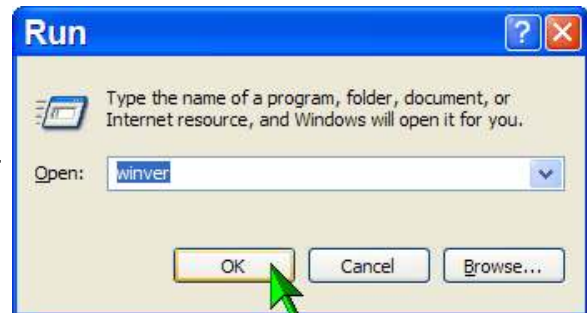 Run
Type the name of a program, folder, document, or
Internet resource, and Windows will open it for you.
Open: winver
OK Cancel Browse...